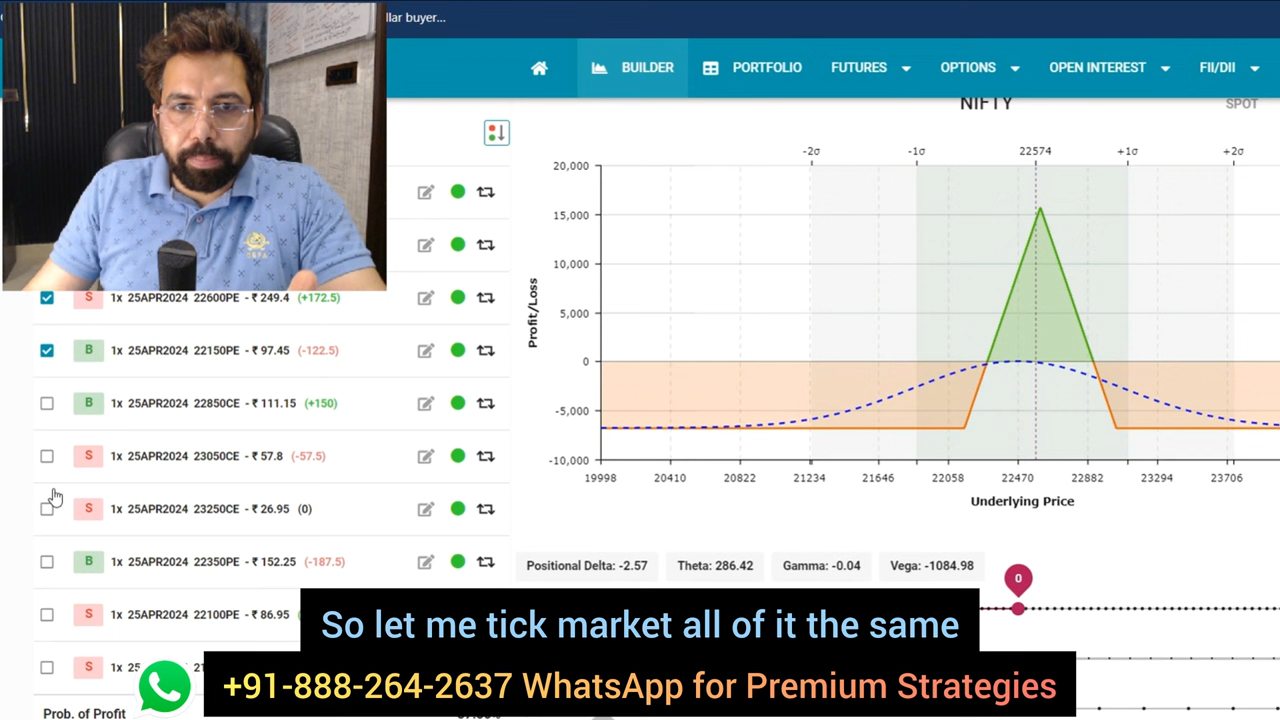 llar buyer...
BUILDER
PORTFOLIO
FUTURES
OPTIONS
OPEN INTEREST
FII/DII
NIFTY
SPOT
-2σ
-1σ
22574
+1σ
+2σ
20,000
15,000
10,000
5,000
0
-5,000
-10,000
Profit/Loss
19998
20410
20822
21234
21646
22058
22470
22882
23294
23706
Underlying Price
S 1x 25APR2024 22600PE - ₹ 249.4 (+172.5)
B 1x 25APR2024 22150PE - ₹ 97.45 (-122.5)
B 1x 25APR2024 22850CE - ₹ 111.15 (+150)
S 1x 25APR2024 23050CE - ₹ 57.8 (-57.5)
S 1x 25APR2024 23250CE - ₹ 26.95 (0)
B 1x 25APR2024 22350PE - ₹ 152.25 (-187.5)
S 1x 25APR2024 22100PE - ₹ 86.95
S 1x 25
Positional Delta: -2.57
Theta: 286.42
Gamma: -0.04
Vega: -1084.98
0
So let me tick market all of it the same
+91-888-264-2637 WhatsApp for Premium Strategies
Prob. of Profit